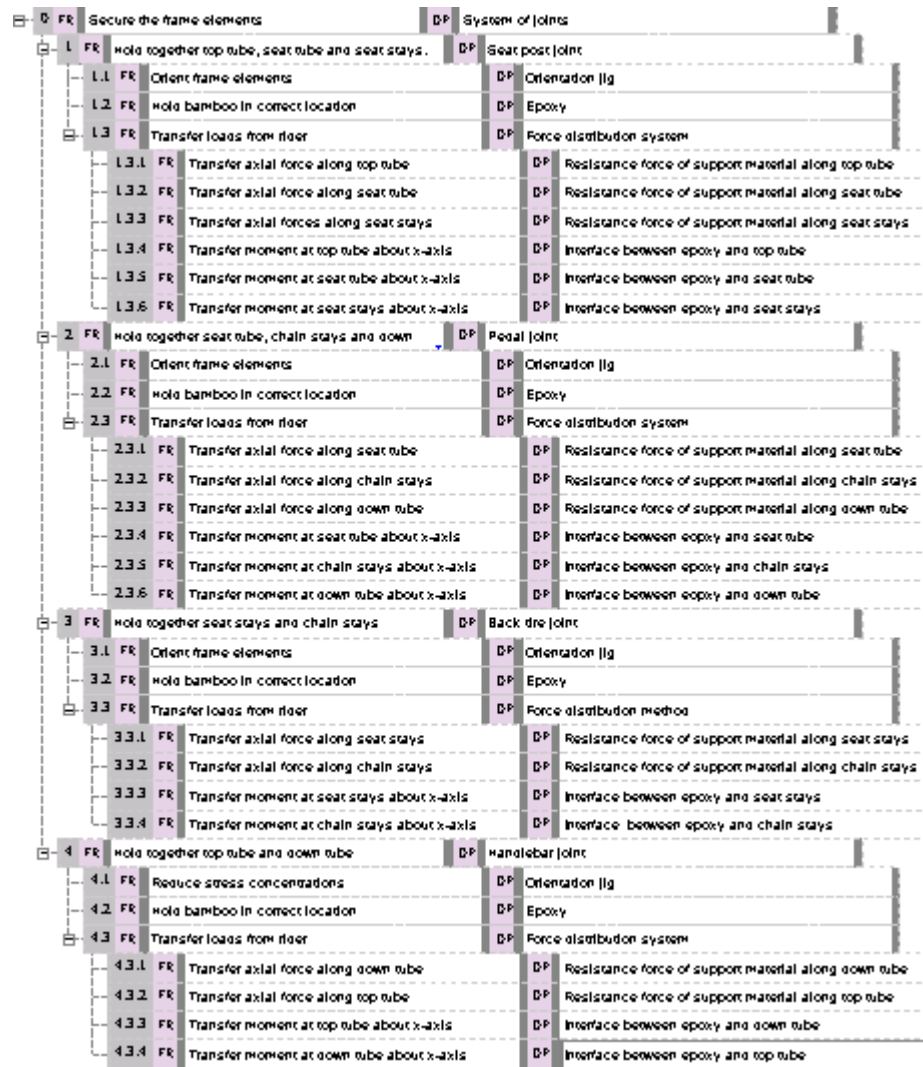 0 FR Secure the frame elements DP System of joints
1 FR Hold together top tube, seat tube and seat stays. DP Seat post joint
1.1 FR Orient frame elements DP Orientation jig
1.2 FR Hold bamboo in correct location DP Epoxy
1.3 FR Transfer loads from rider DP Force distribution system
1.3.1 FR Transfer axial force along top tube DP Resistance force of support material along top tube
1.3.2 FR Transfer axial force along seat tube DP Resistance force of support material along seat tube
1.3.3 FR Transfer axial forces along seat stays DP Resistance force of support material along seat stays
1.3.4 FR Transfer moment at top tube about x-axis DP Interface between epoxy and top tube
1.3.5 FR Transfer moment at seat tube about x-axis DP Interface between epoxy and seat tube
1.3.6 FR Transfer moment at seat stays about x-axis DP Interface between epoxy and seat stays
2 FR Hold together seat tube, chain stays and down DP Pedal joint
2.1 FR Orient frame elements DP Orientation jig
2.2 FR Hold bamboo in correct location DP Epoxy
2.3 FR Transfer loads from rider DP Force distribution system
2.3.1 FR Transfer axial force along seat tube DP Resistance force of support material along seat tube
2.3.2 FR Transfer axial force along chain stays DP Resistance force of support material along chain stays
2.3.3 FR Transfer axial force along down tube DP Resistance force of support material along down tube
2.3.4 FR Transfer moment at seat tube about x-axis DP Interface between eopxy and seat tube
2.3.5 FR Transfer moment at chain stays about x-axis DP Interface between epoxy and chain stays
2.3.6 FR Transfer moment at down tube about x-axis DP Interface between eopxy and down tube
3 FR Hold together seat stays and chain stays DP Back tire joint
3.1 FR Orient frame elements DP Orientation jig
3.2 FR Hold bamboo in correct location DP Epoxy
3.3 FR Transfer loads from rider DP Force distribution method
3.3.1 FR Transfer axial force along seat stays DP Resistance force of support material along seat stays
3.3.2 FR Transfer axial force along chain stays DP Resistance force of support material along chain stays
3.3.3 FR Transfer moment at seat stays about x-axis DP Interface between epoxy and seat stays
3.3.4 FR Transfer moment at chain stays about x-axis DP Interface between epoxy and chain stays
4 FR Hold together top tube and down tube DP Handlebar joint
4.1 FR Reduce stress concentrations DP Orientation jig
4.2 FR Hold bamboo in correct location DP Epoxy
4.3 FR Transfer loads from rider DP Force distribution system
4.3.1 FR Transfer axial force along down tube DP Resistance force of support material along down tube
4.3.2 FR Transfer axial force along top tube DP Resistance force of support material along top tube
4.3.3 FR Transfer moment at top tube about x-axis DP Interface between epoxy and down tube
4.3.4 FR Transfer moment at down tube about x-axis DP Interface between epoxy and top tube